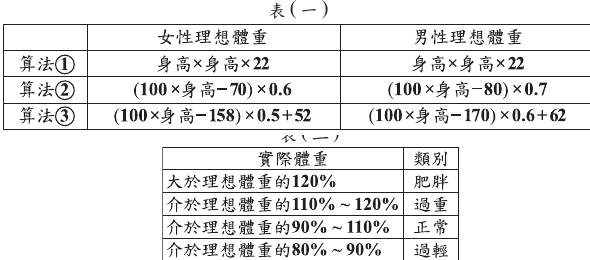 表(一)
女性理想體重 男性理想體重
算法① 身高×身高×22 身高×身高×22
算法② (100×身高-70)×0.6 (100×身高-80)×0.7
算法③ (100×身高-158)×0.5+52 (100×身高-170)×0.6+62
表(二)
實際體重 類別
大於理想體重的120% 肥胖
介於理想體重的110%~120% 過重
介於理想體重的90%~110% 正常
介於理想體重的80%~90% 過輕